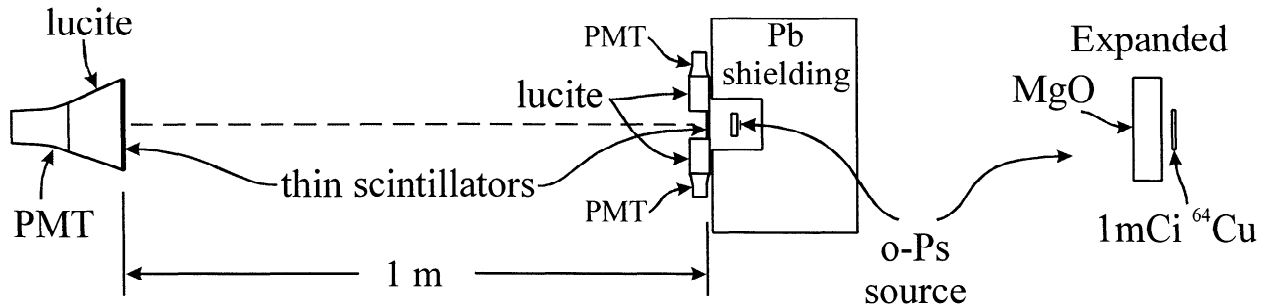 lucite
PMT
thin scintillators
1 m
PMT
lucite
PMT
Pb
shielding
o-Ps
source
Expanded
MgO
1mCi ⁶⁴Cu